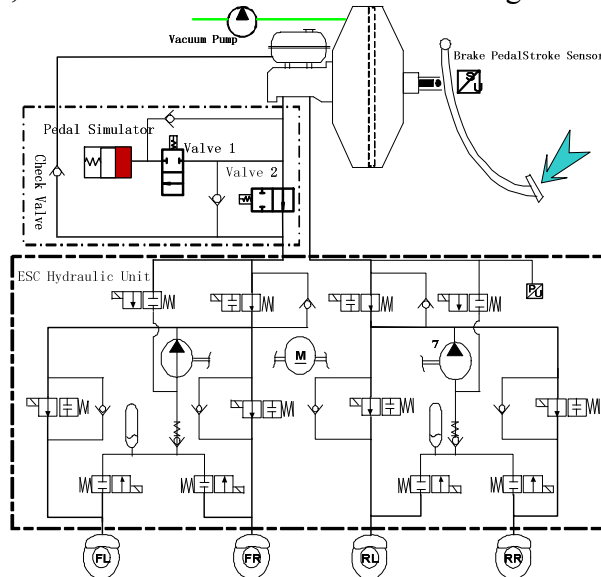 Vacuum Pump
Brake PedalStroke Sensor
S
U
Pedal Simulator
Valve 1
Valve 2
Check Valve
ESC Hydraulic Unit
P
U
M
7
FL
FR
RL
RR